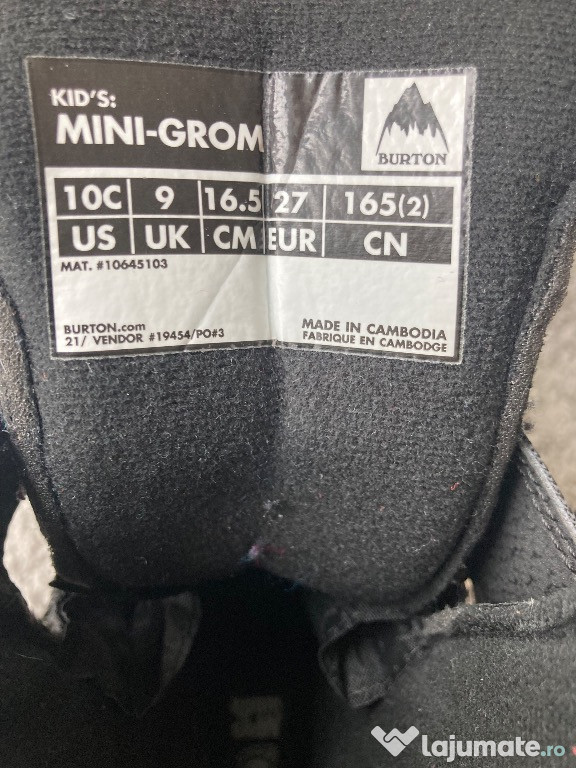 KID'S:
MINI-GROM
BURTON
10C 9 16.5 27 165(2)
US UK CM EUR CN
MAT. #10645103
BURTON.com
21/ VENDOR #19454/PO#3
MADE IN CAMBODIA
FABRIQUE EN CAMBODGE
lajumate.ro